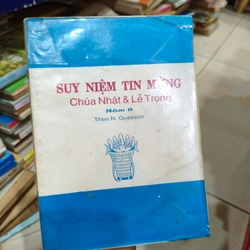 SUY NIỆM TIN MỪNG
Chúa Nhật & Lễ Trọng
Năm B
Theo N. Quesson